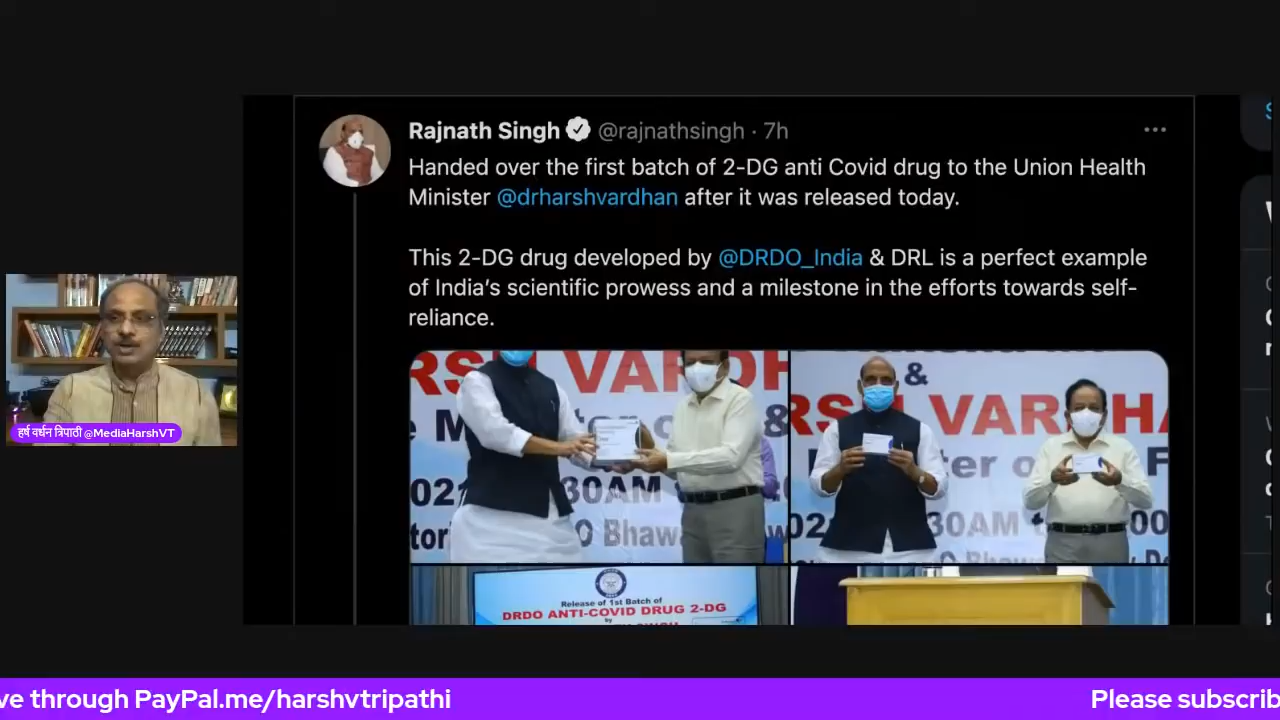 Rajnath Singh @rajnathsingh · 7h
Handed over the first batch of 2-DG anti Covid drug to the Union Health
Minister @drharshvardhan after it was released today.
This 2-DG drug developed by @DRDO_India & DRL is a perfect example
of India's scientific prowess and a milestone in the efforts towards self-
reliance.
&
Release of 1st Batch of
DRDO ANTI-COVID DRUG 2-DG
by
हर्ष वर्धन त्रिपाठी @MediaHarshVT
ve through PayPal.me/harshvtripathi
Please subscrib